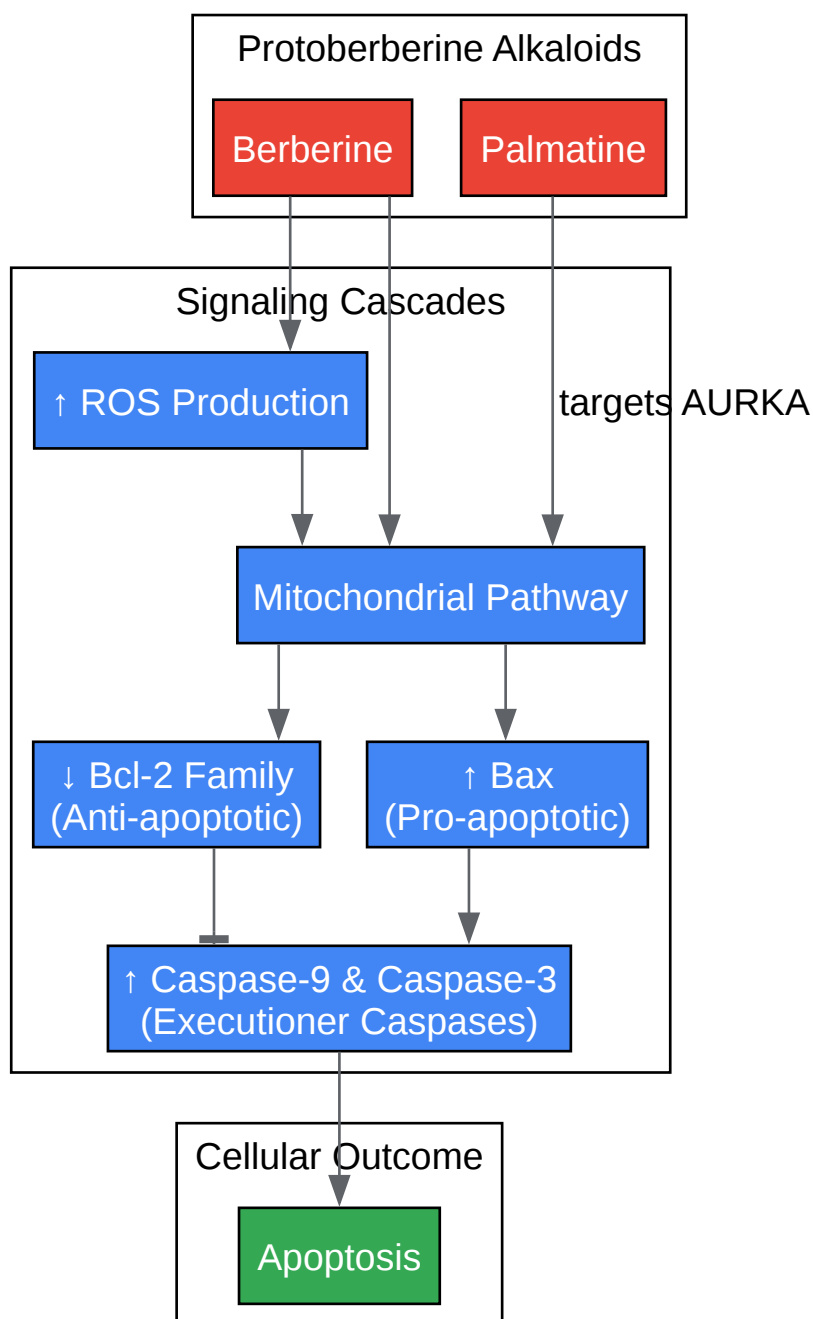 Protoberberine Alkaloids
Berberine
Palmatine
Signaling Cascades
↑ ROS Production
targets AURKA
Mitochondrial Pathway
↓ Bcl-2 Family
(Anti-apoptotic)
↑ Bax
(Pro-apoptotic)
↑ Caspase-9 & Caspase-3
(Executioner Caspases)
Cellular Outcome
Apoptosis